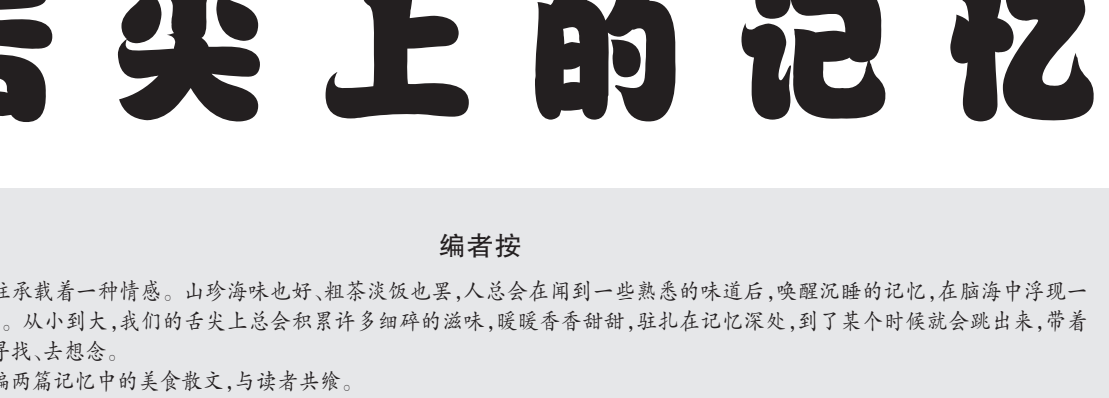 舌尖上的记忆
编者按
往承载着一种情感。山珍海味也好、粗茶淡饭也罢,人总会在闻到一些熟悉的味道后,唤醒沉睡的记忆,在脑海中浮现一
。从小到大,我们的舌尖上总会积累许多细碎的滋味,暖暖香香甜甜,驻扎在记忆深处,到了某个时候就会跳出来,带着
寻找、去想念。
编两篇记忆中的美食散文,与读者共飨。